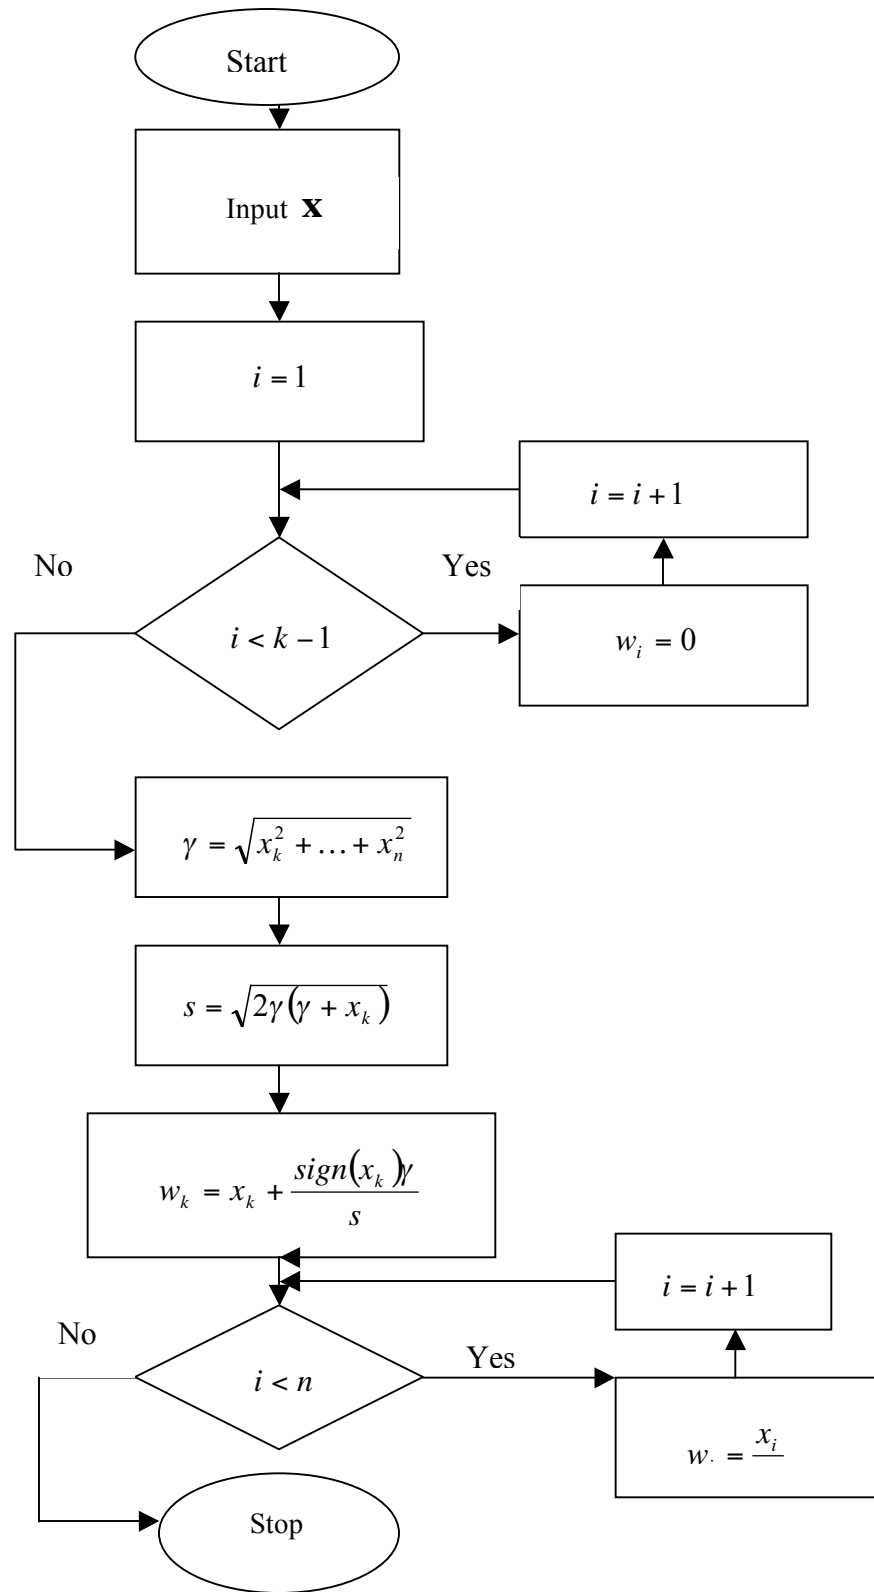 Start
Input x
i = 1
i = i + 1
No
Yes
i < k − 1
w_i = 0
γ = √(x_k^2 + … + x_n^2)
s = √(2γ(γ + x_k))
w_k = x_k + sign(x_k)γ / s
i = i + 1
No
Yes
i < n
w = x_i
Stop